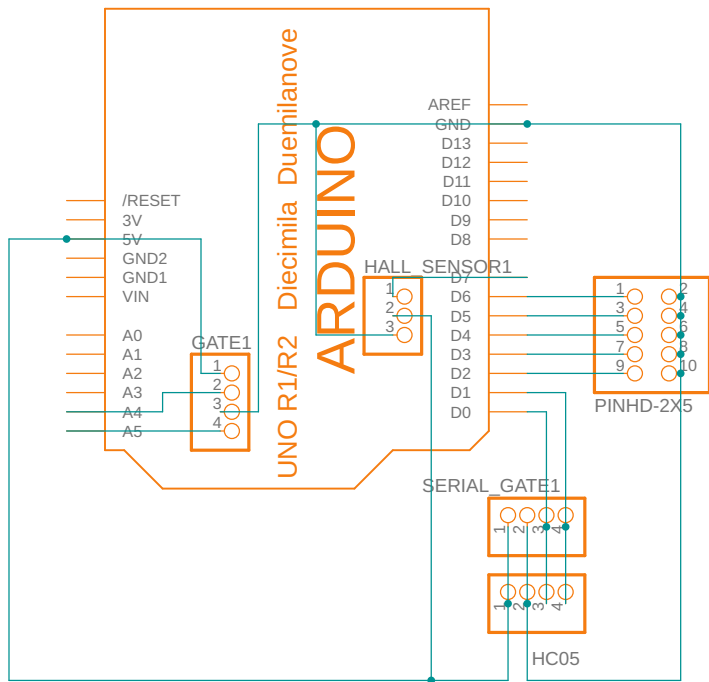 UNO R1/R2 Diecimila Duemilanove
ARDUINO
AREF
GND
D13
D12
D11
D10
D9
D8
D7
D6
D5
D4
D3
D2
D1
D0
/RESET
3V
5V
GND2
GND1
VIN
A0
A1
A2
A3
A4
A5
GATE1
1
2
3
4
HALL_SENSOR1
1
2
3
1 2
3 4
5 6
7 8
9 10
PINHD-2X5
SERIAL_GATE1
1 2 3 4
1 2 3 4
HC05